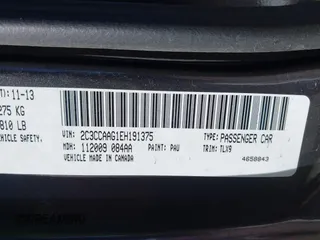 T): 11-13
275 KG
810 LB
VEHICLE SAFETY.
VIN: 2C3CCAAG1EH191375 TYPE: PASSENGER CAR
MDH: 112009 084AA PAINT: PAU TRIM: TLX9
VEHICLE MADE IN CANADA 4658043